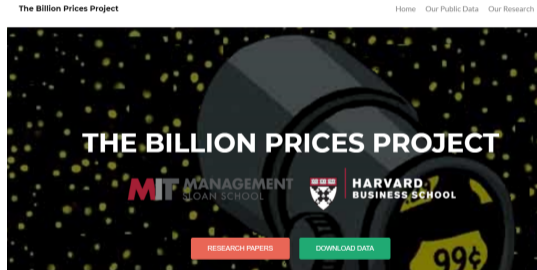 The Billion Prices Project
Home Our Public Data Our Research
THE BILLION PRICES PROJECT
MIT MANAGEMENT
SLOAN SCHOOL
HARVARD
BUSINESS SCHOOL
RESEARCH PAPERS DOWNLOAD DATA
99¢